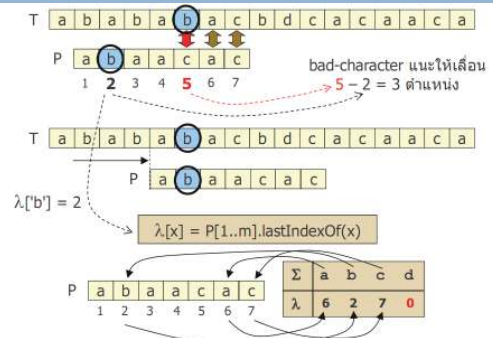 T a b a b a b a c b d c a c a a c a
P a b a a c a c
1 2 3 4 5 6 7
bad-character แนะให้เลื่อน
5 – 2 = 3 ตำแหน่ง
T a b a b a b a c b d c a c a a c a
P a b a a c a c
λ['b'] = 2
λ[x] = P[1..m].lastIndexOf(x)
P a b a a c a c
1 2 3 4 5 6 7
Σ a b c d
λ 6 2 7 0